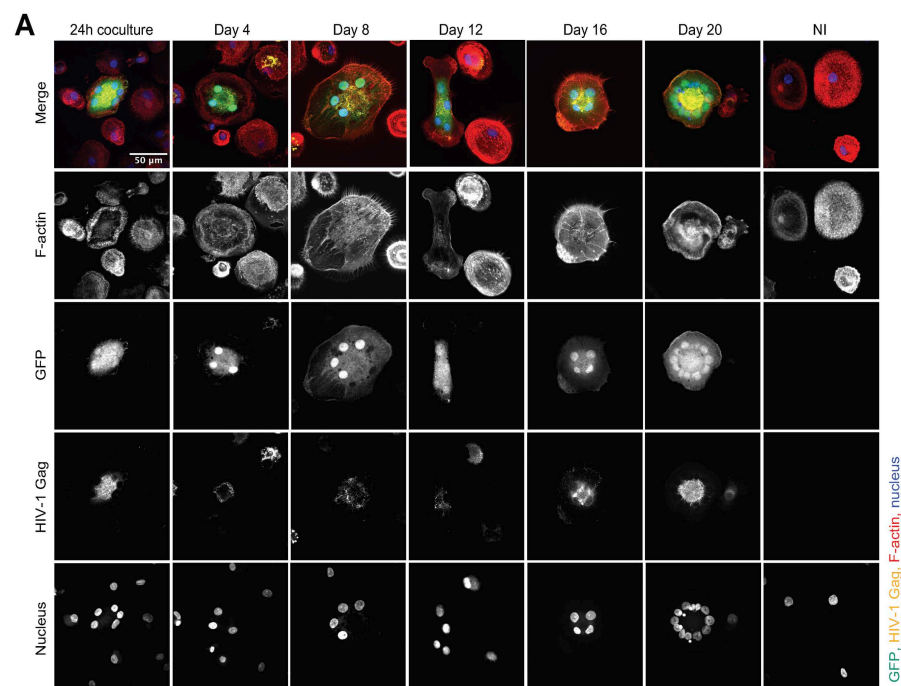 A
24h coculture Day 4 Day 8 Day 12 Day 16 Day 20 NI
Merge
50 µm
F-actin
GFP
HIV-1 Gag
Nucleus
GFP, HIV-1 Gag, F-actin, nucleus